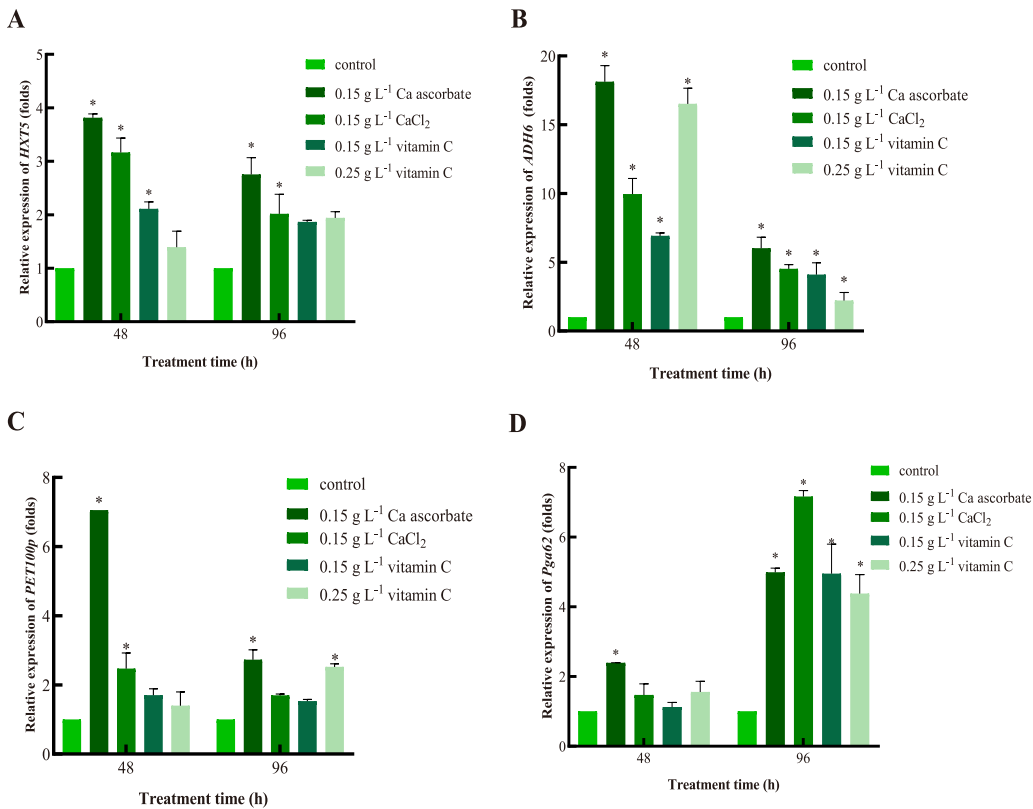 A
Relative expression of HXT5 (folds)
5
4
3
2
1
0
control
0.15 g L⁻¹ Ca ascorbate
0.15 g L⁻¹ CaCl₂
0.15 g L⁻¹ vitamin C
0.25 g L⁻¹ vitamin C
* * * * *
48 96
Treatment time (h)
B
Relative expression of ADH6 (folds)
20
15
10
5
0
control
0.15 g L⁻¹ Ca ascorbate
0.15 g L⁻¹ CaCl₂
0.15 g L⁻¹ vitamin C
0.25 g L⁻¹ vitamin C
* * * * * * * *
48 96
Treatment time (h)
C
Relative expression of PET100p (folds)
8
6
4
2
0
control
0.15 g L⁻¹ Ca ascorbate
0.15 g L⁻¹ CaCl₂
0.15 g L⁻¹ vitamin C
0.25 g L⁻¹ vitamin C
* * * *
48 96
Treatment time (h)
D
Relative expression of Pga62 (folds)
8
6
4
2
0
control
0.15 g L⁻¹ Ca ascorbate
0.15 g L⁻¹ CaCl₂
0.15 g L⁻¹ vitamin C
0.25 g L⁻¹ vitamin C
* * * * *
48 96
Treatment time (h)